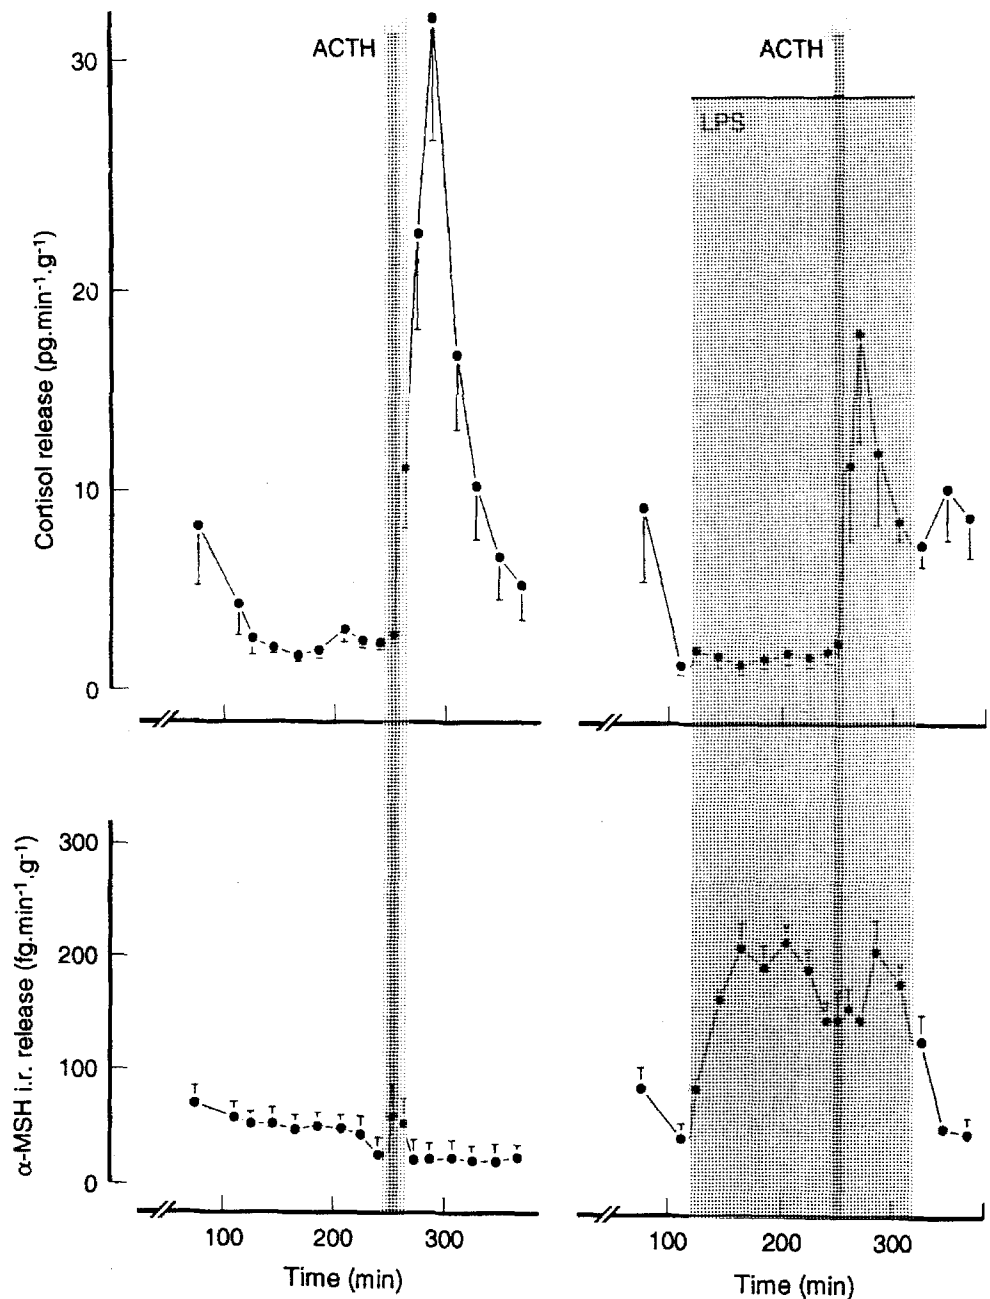 ACTH
ACTH
LPS
30
20
10
0
Cortisol release (pg.min⁻¹.g⁻¹)
300
200
100
0
α-MSH i.r. release (fg.min⁻¹.g⁻¹)
100 200 300
Time (min)
100 200 300
Time (min)